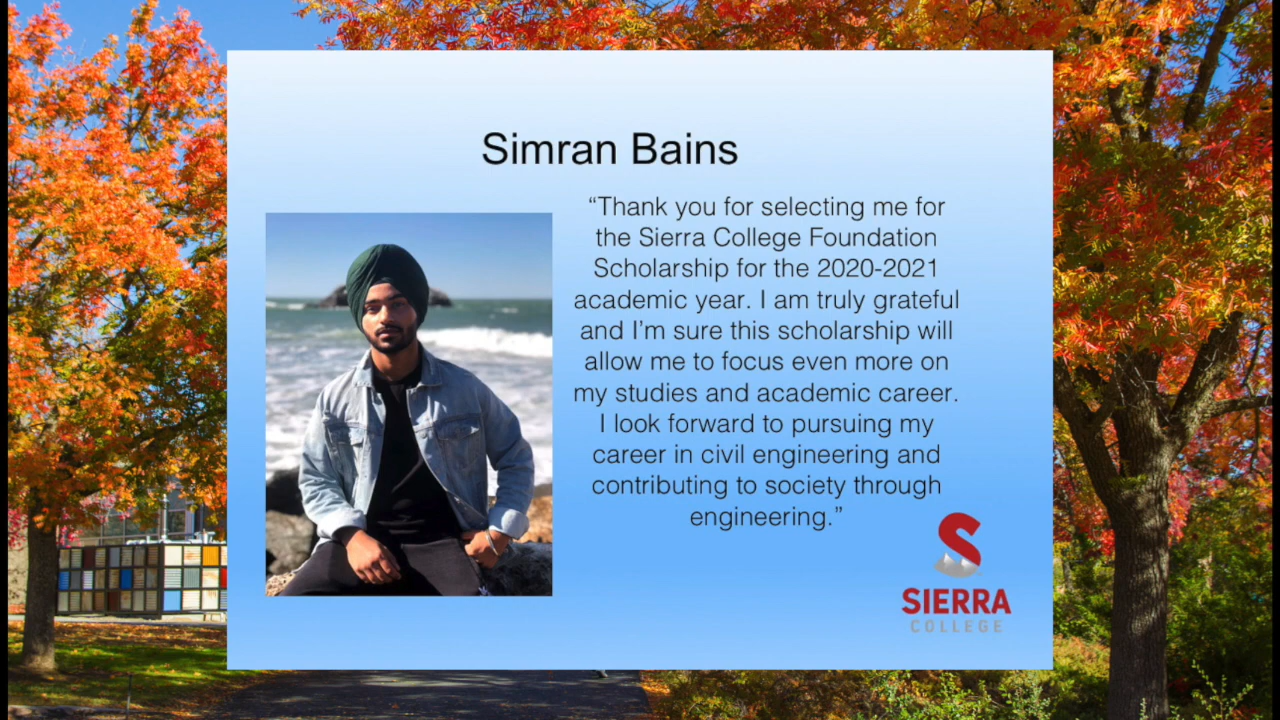 Simran Bains
“Thank you for selecting me for
the Sierra College Foundation
Scholarship for the 2020-2021
academic year. I am truly grateful
and I’m sure this scholarship will
allow me to focus even more on
my studies and academic career.
I look forward to pursuing my
career in civil engineering and
contributing to society through
engineering.”
S
SIERRA
COLLEGE